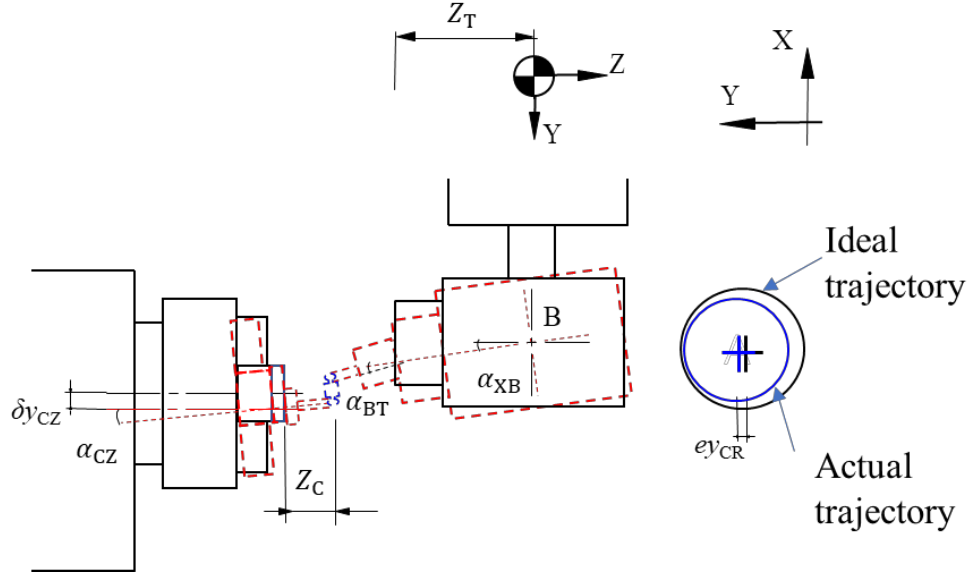 Z_T
Z
Y
X
Y
Ideal
trajectory
B
α_XB
α_BT
δy_CZ
α_CZ
Z_C
ey_CR
Actual
trajectory